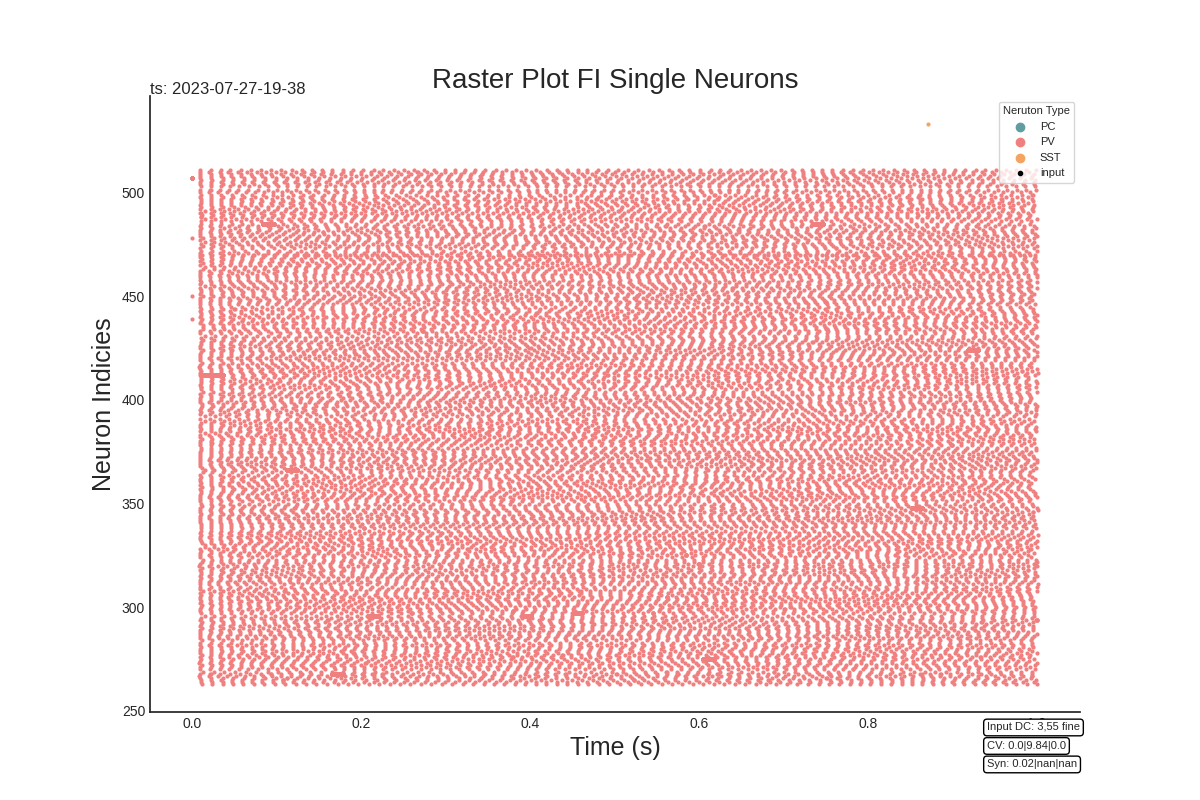 Raster Plot FI Single Neurons
ts: 2023-07-27-19-38
Neruton Type
PC
PV
SST
input
500
450
400
350
300
250
Neuron Indicies
0.0
0.2
0.4
0.6
0.8
Time (s)
Input DC: 3,55 fine
CV: 0.0|9.84|0.0
Syn: 0.02|nan|nan